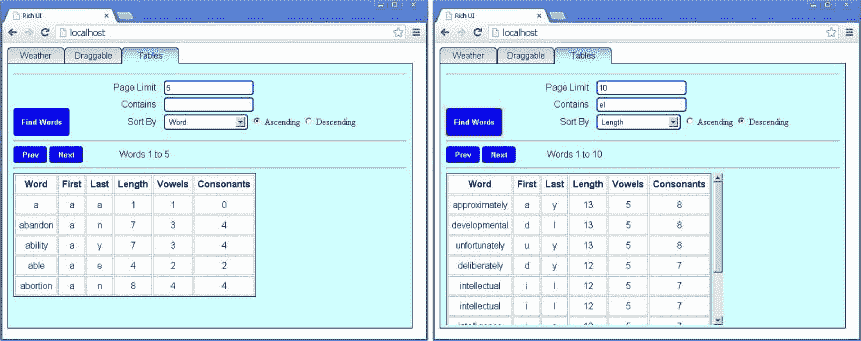 Rich UI
localhost
Weather Draggable Tables
Page Limit 5
Contains
Sort By Word Ascending Descending
Find Words
Prev Next Words 1 to 5
Word First Last Length Vowels Consonants
a a a 1 1 0
abandon a n 7 3 4
ability a y 7 3 4
able a e 4 2 2
abortion a n 8 4 4
Rich UI
localhost
Weather Draggable Tables
Page Limit 10
Contains el
Sort By Length Ascending Descending
Find Words
Prev Next Words 1 to 10
Word First Last Length Vowels Consonants
approximately a y 13 5 8
developmental d l 13 5 8
unfortunately u y 13 5 8
deliberately d y 12 5 7
intellectual i l 12 5 7
intellectual i l 12 5 7